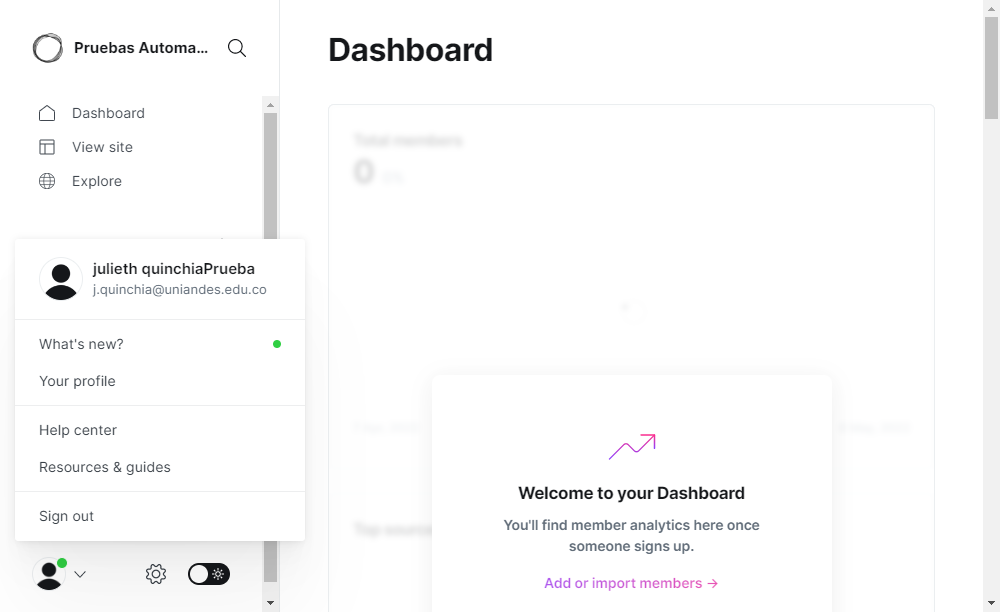 Pruebas Automa...
Dashboard
View site
Explore
julieth quinchiaPrueba
j.quinchia@uniandes.edu.co
What's new?
Your profile
Help center
Resources & guides
Sign out
Dashboard
Total members
0
Welcome to your Dashboard
You'll find member analytics here once
someone signs up.
Add or import members →